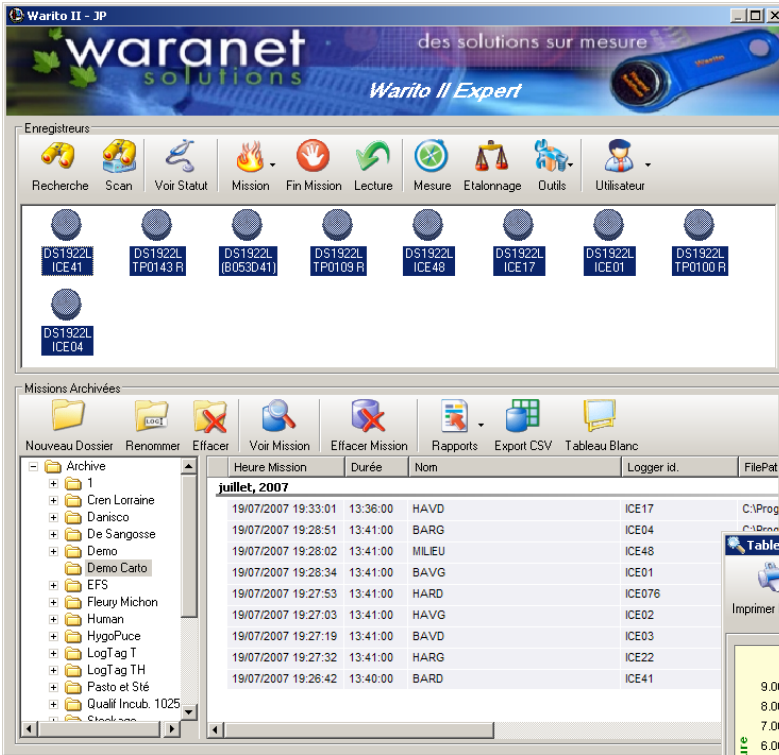 Warito II - JP
waranet
solutions
des solutions sur mesure
Warito II Expert
Enregistreurs
Recherche Scan Voir Statut Mission Fin Mission Lecture Mesure Etalonnage Outils Utilisateur
DS1922L DS1922L DS1922L DS1922L DS1922L DS1922L DS1922L DS1922L
ICE41 TP0143 R (B053D41) TP0109 R ICE48 ICE17 ICE01 TP0100 R
DS1922L
ICE04
Missions Archivées
LOG1
Nouveau Dossier Renommer Effacer Voir Mission Effacer Mission Rapports Export CSV Tableau Blanc
Archive
1
Cren Lorraine
Danisco
De Sangosse
Demo
Demo Carto
EFS
Fleury Michon
Human
HygoPuce
LogTag T
LogTag TH
Pasto et Sté
Qualif Incub. 1025
Stockage
Heure Mission Durée Nom Logger id. FilePat
juillet, 2007
19/07/2007 19:33:01 13:36:00 HAVD ICE17 C:\Prog
19/07/2007 19:28:51 13:41:00 BARG ICE04 C:\Prog
19/07/2007 19:28:02 13:41:00 MILIEU ICE48
19/07/2007 19:28:34 13:41:00 BAVG ICE01
19/07/2007 19:27:53 13:41:00 HARD ICE076
19/07/2007 19:27:03 13:41:00 HAVG ICE02
19/07/2007 19:27:19 13:41:00 BAVD ICE03
19/07/2007 19:27:32 13:41:00 HARG ICE22
19/07/2007 19:26:42 13:40:00 BARD ICE41
Table
Imprimer
9.00
8.00
7.00
6.00
ure